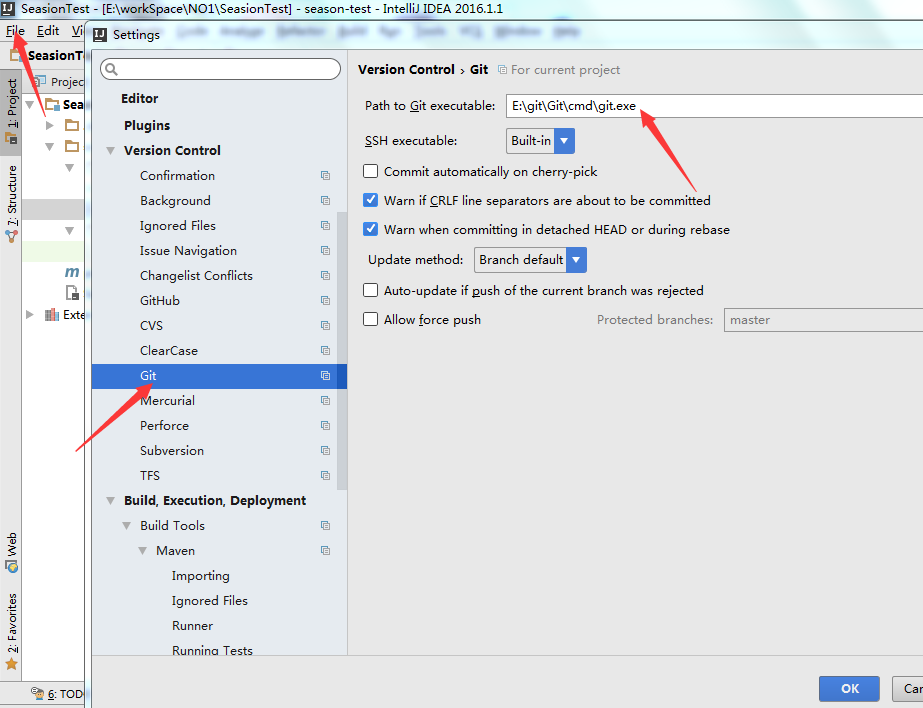 SeasionTest - [E:\workSpace\NO1\SeasionTest] - season-test - IntelliJ IDEA 2016.1.1
File Edit
Settings
SeasionT
1: Project
7: Structure
Web
2: Favorites
Projec
Sea
m
Exte
6: TOD
Editor
Plugins
Version Control
Confirmation
Background
Ignored Files
Issue Navigation
Changelist Conflicts
GitHub
CVS
ClearCase
Git
Mercurial
Perforce
Subversion
TFS
Build, Execution, Deployment
Build Tools
Maven
Importing
Ignored Files
Runner
Running Tests
Version Control › Git For current project
Path to Git executable: E:\git\Git\cmd\git.exe
SSH executable: Built-in
Commit automatically on cherry-pick
Warn if CRLF line separators are about to be committed
Warn when committing in detached HEAD or during rebase
Update method: Branch default
Auto-update if push of the current branch was rejected
Allow force push Protected branches: master
OK Can